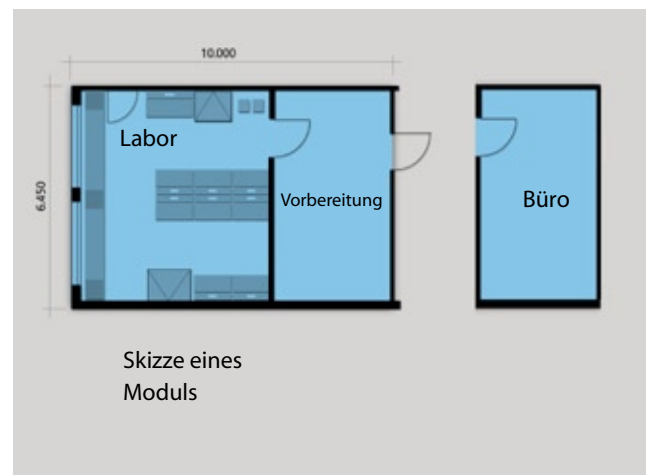 10.000
6.450
Labor
Vorbereitung
Büro
Skizze eines
Moduls